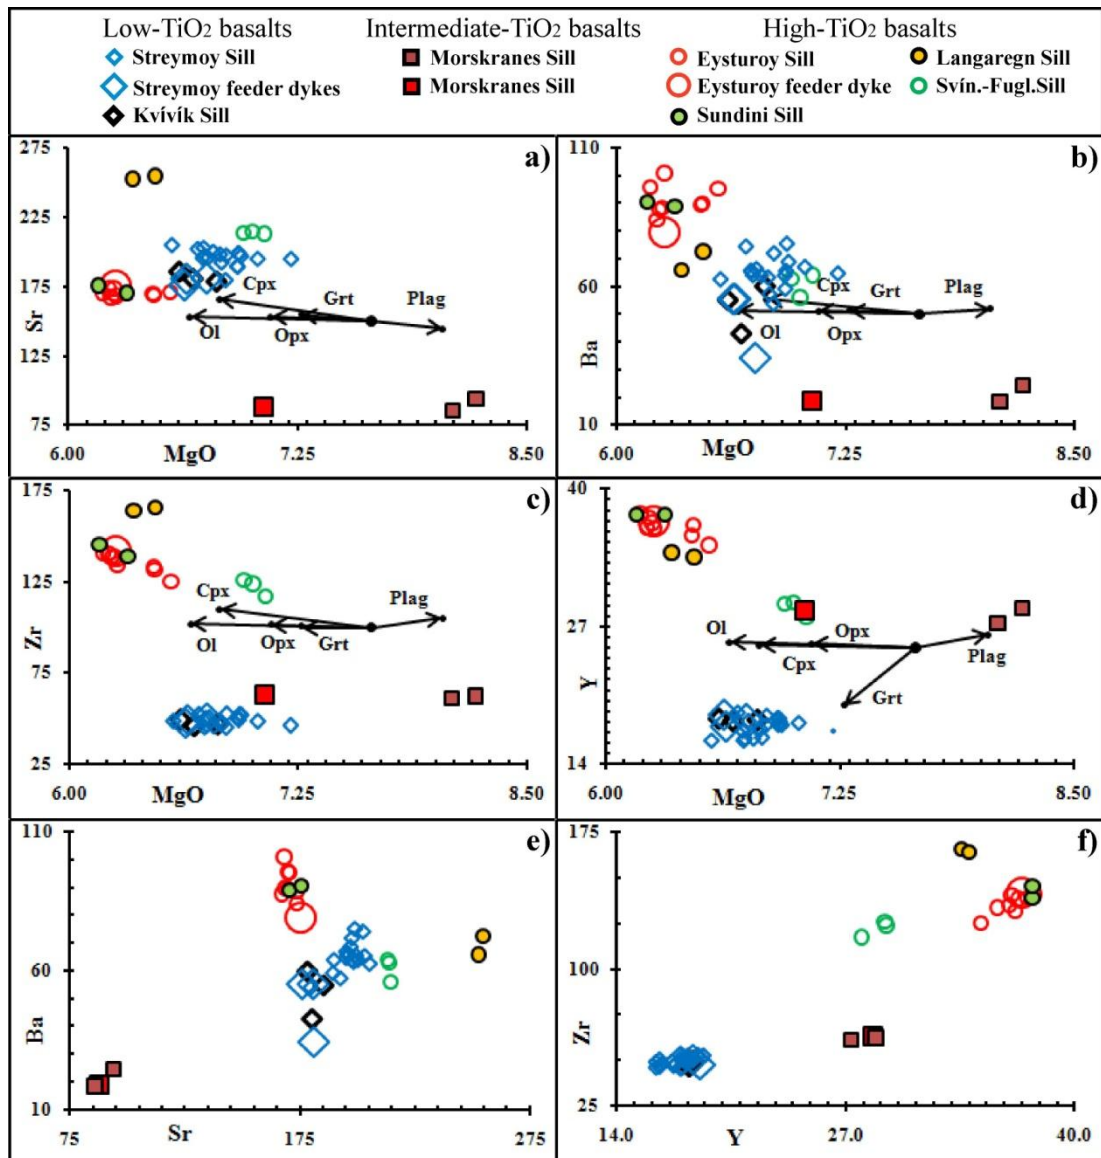 Low-TiO2 basalts Intermediate-TiO2 basalts High-TiO2 basalts
Streymoy Sill Morskranes Sill Eysturoy Sill Langaregn Sill
Streymoy feeder dykes Morskranes Sill Eysturoy feeder dyke Svín.-Fugl.Sill
Kvívík Sill Sundini Sill
a)
275
225
175
125
75
Sr
Cpx Grt Plag
Ol Opx
6.00 MgO 7.25 8.50
b)
110
60
10
Ba
Cpx Grt Plag
Ol Opx
6.00 MgO 7.25 8.50
c)
175
125
75
25
Zr
Cpx Plag
Ol Opx Grt
6.00 MgO 7.25 8.50
d)
40
27
14
Y
Ol Opx
Cpx Plag
Grt
6.00 MgO 7.25 8.50
e)
110
60
10
Ba
75 Sr 175 275
f)
175
100
25
Zr
14.0 Y 27.0 40.0